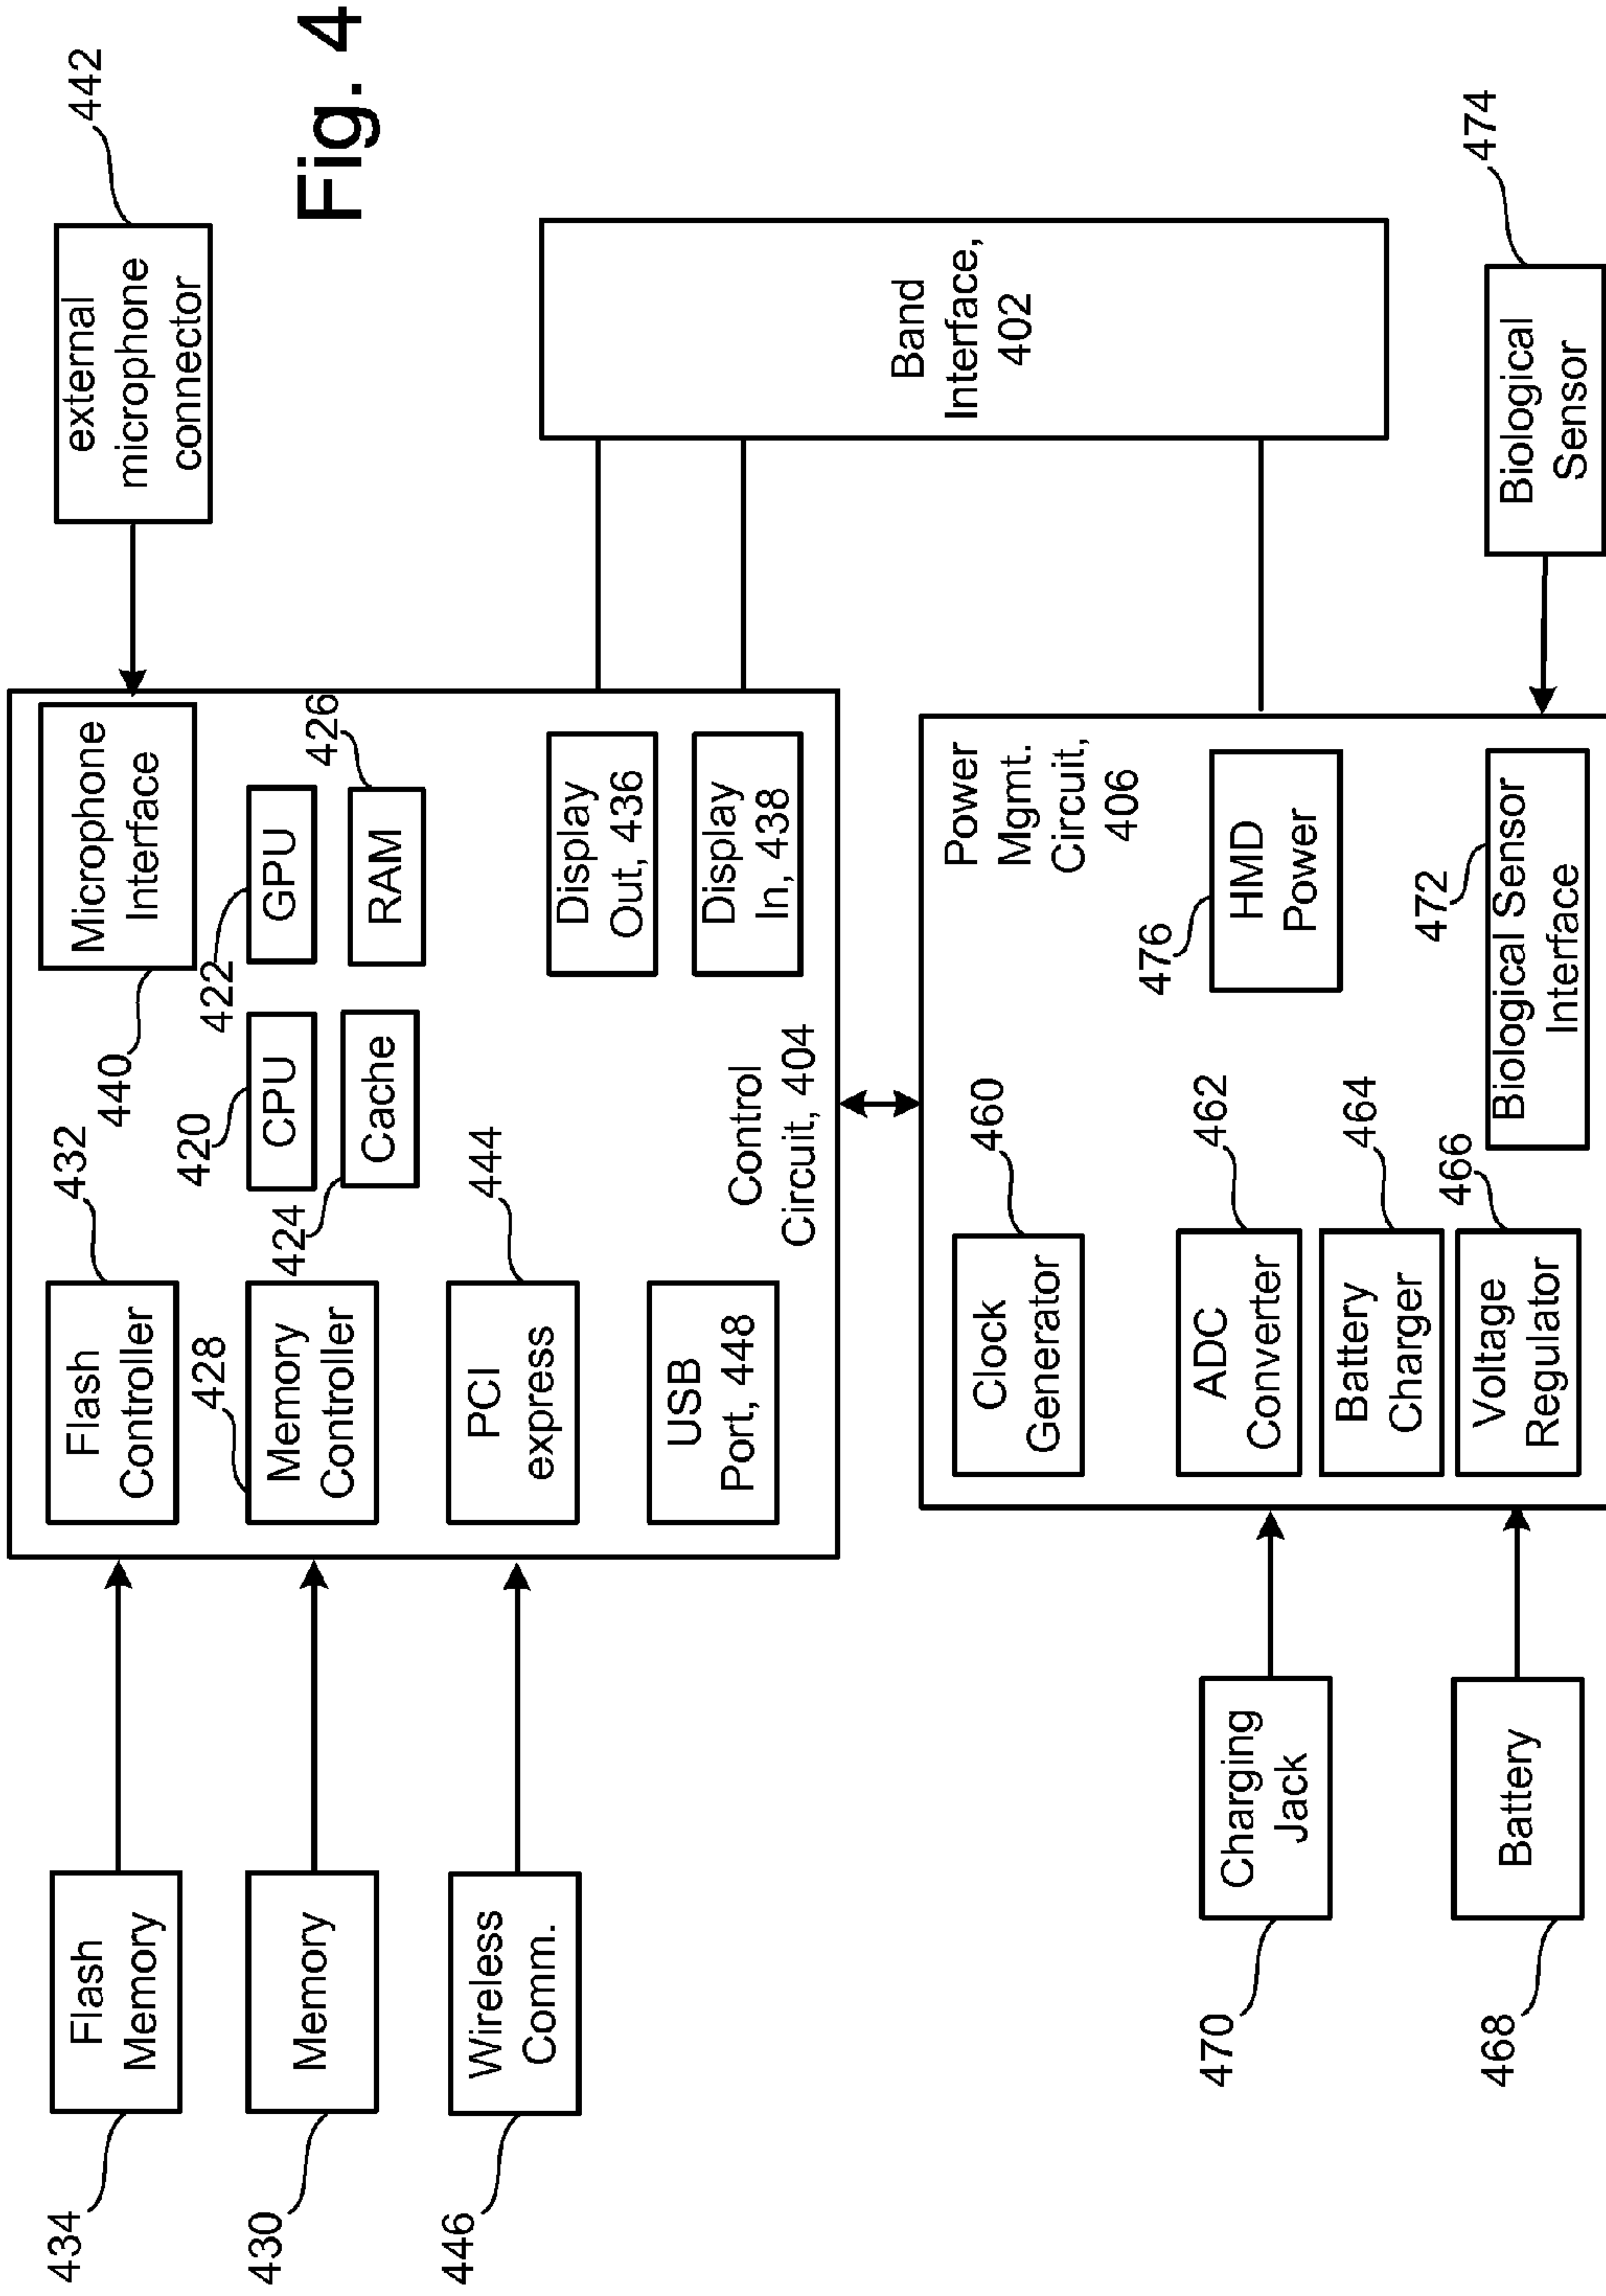 Fig. 4
434
Flash
Memory
430
Memory
446
Wireless
Comm.
432
Flash
Controller
428
Memory
Controller
444
PCI
express
USB
Port, 448
420
CPU
422
GPU
424
Cache
426
RAM
440
Microphone
Interface
442
external
microphone
connector
Display
Out, 436
Display
In, 438
Control
Circuit, 404
Band
Interface,
402
470
Charging
Jack
468
Battery
460
Clock
Generator
462
ADC
Converter
464
Battery
Charger
466
Voltage
Regulator
Power
Mgmt.
Circuit,
406
476
HMD
Power
472
Biological Sensor
Interface
474
Biological
Sensor